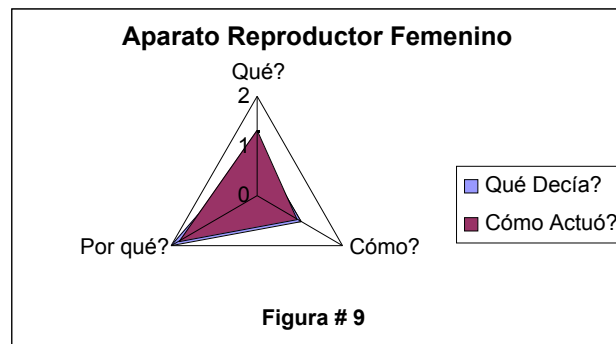 Aparato Reproductor Femenino
Qué?
2
1
0
Por qué?
Cómo?
Qué Decía?
Cómo Actuó?
Figura # 9